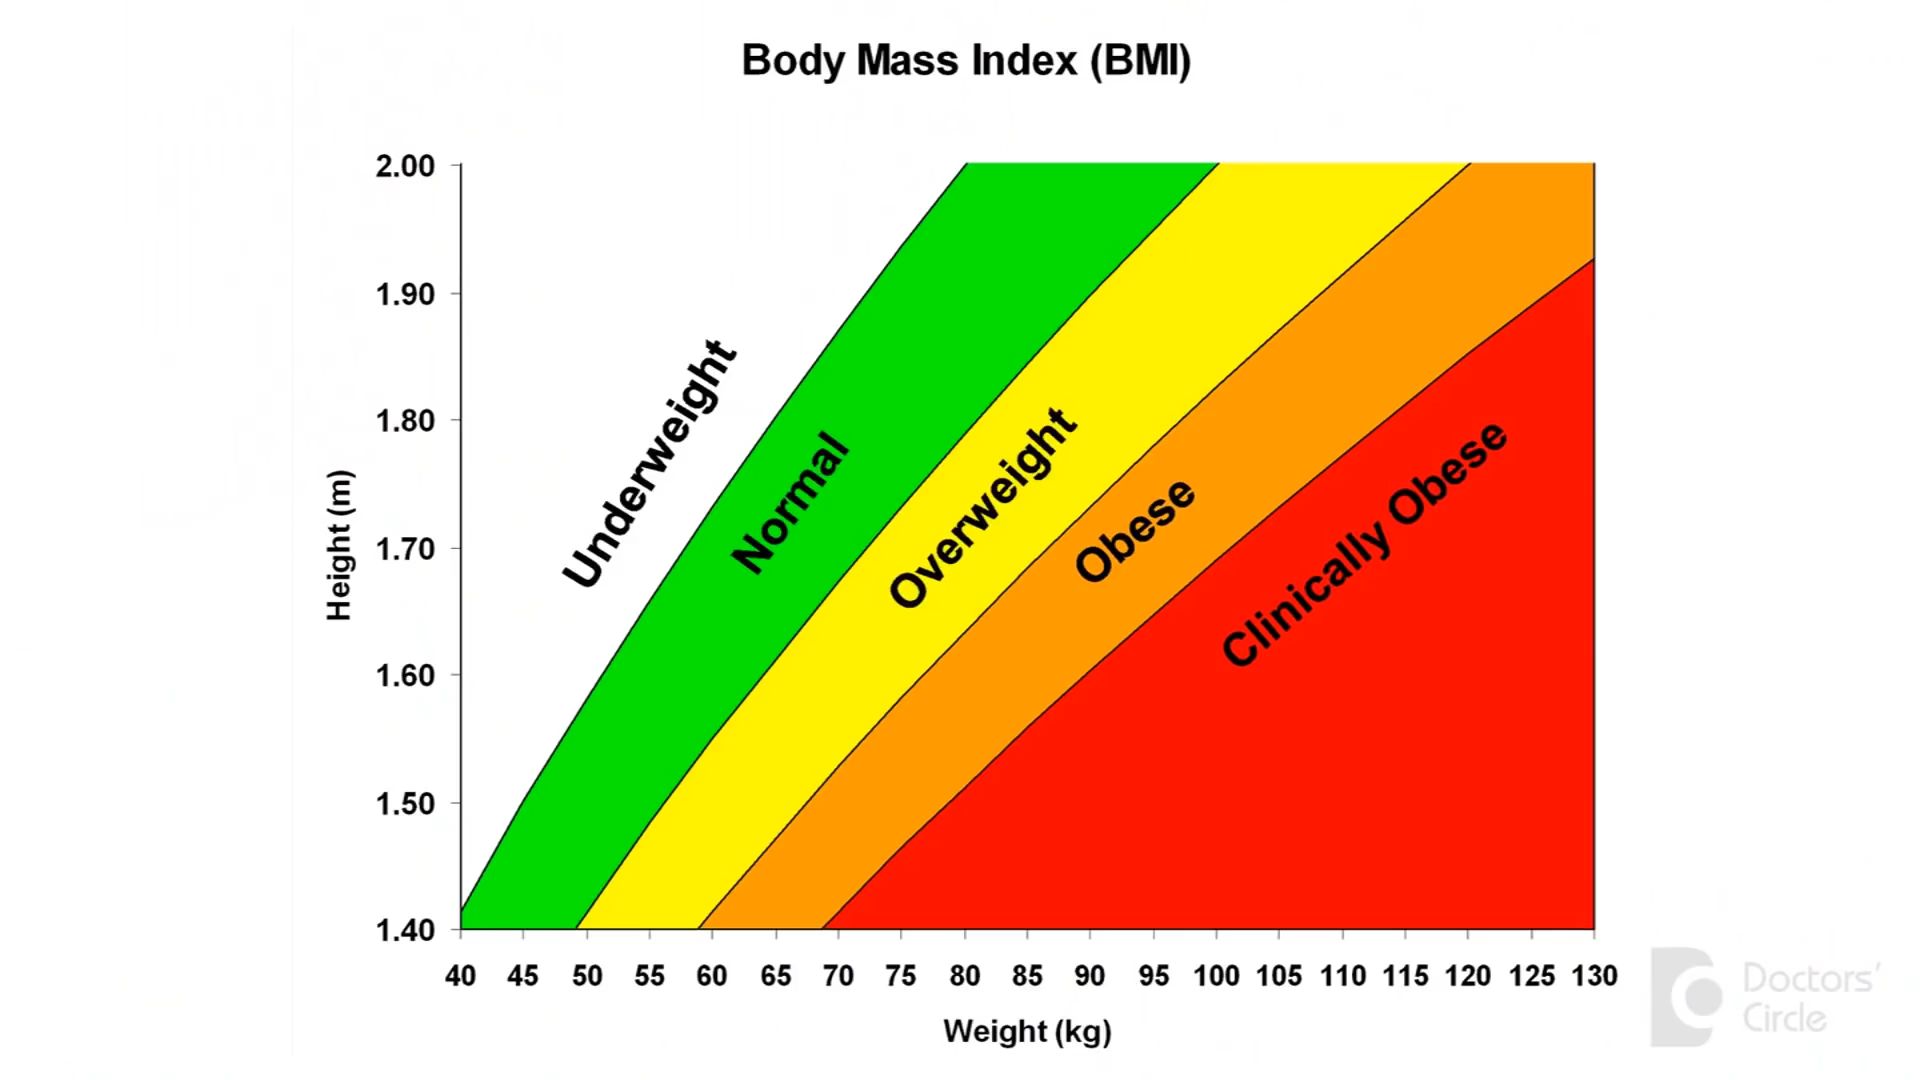 Body Mass Index (BMI)
2.00
1.90
1.80
1.70
1.60
1.50
1.40
Height (m)
Underweight
Normal
Overweight
Obese
Clinically Obese
40 45 50 55 60 65 70 75 80 85 90 95 100 105 110 115 120 125 130
Weight (kg)
Doctors'
Circle